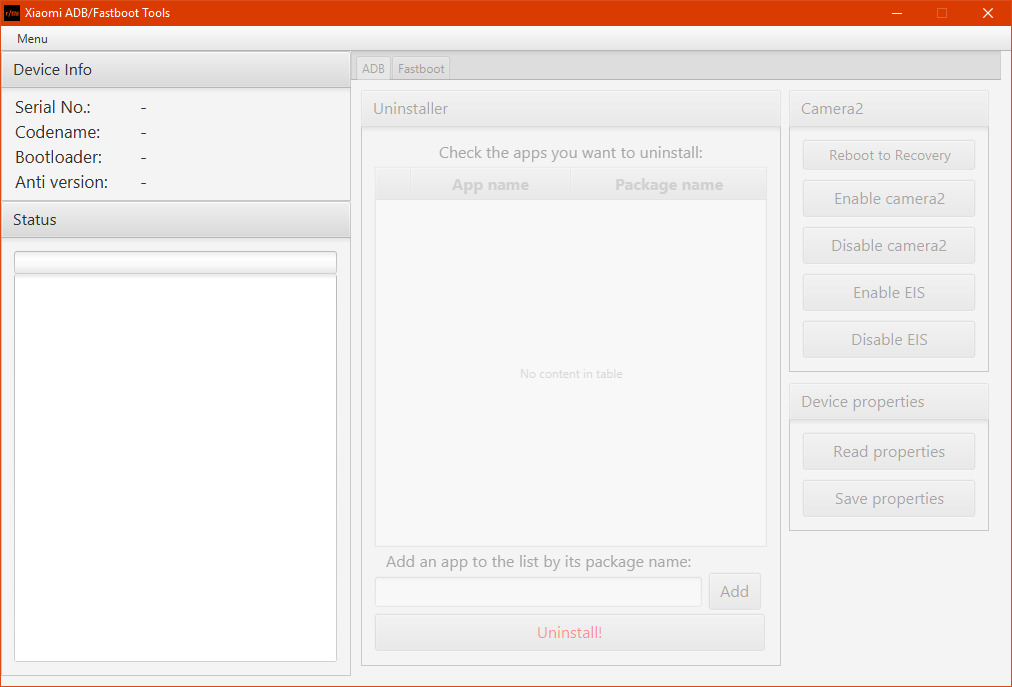 Xiaomi ADB/Fastboot Tools
Menu
Device Info
Serial No.: -
Codename: -
Bootloader: -
Anti version: -
Status
ADB Fastboot
Uninstaller
Check the apps you want to uninstall:
App name Package name
No content in table
Add an app to the list by its package name:
Add
Uninstall!
Camera2
Reboot to Recovery
Enable camera2
Disable camera2
Enable EIS
Disable EIS
Device properties
Read properties
Save properties